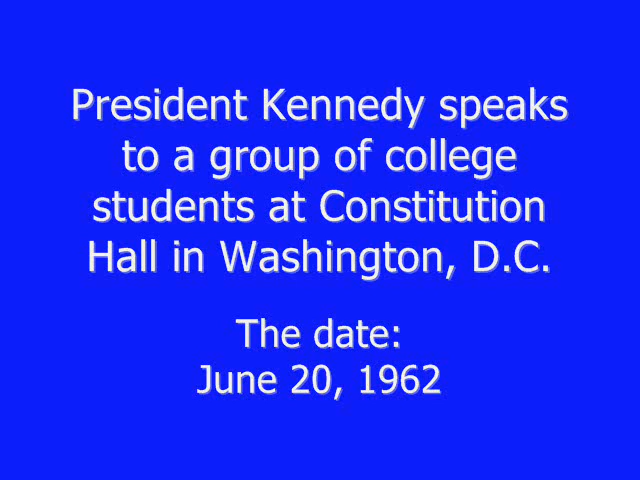 President Kennedy speaks
to a group of college
students at Constitution
Hall in Washington, D.C.
The date:
June 20, 1962